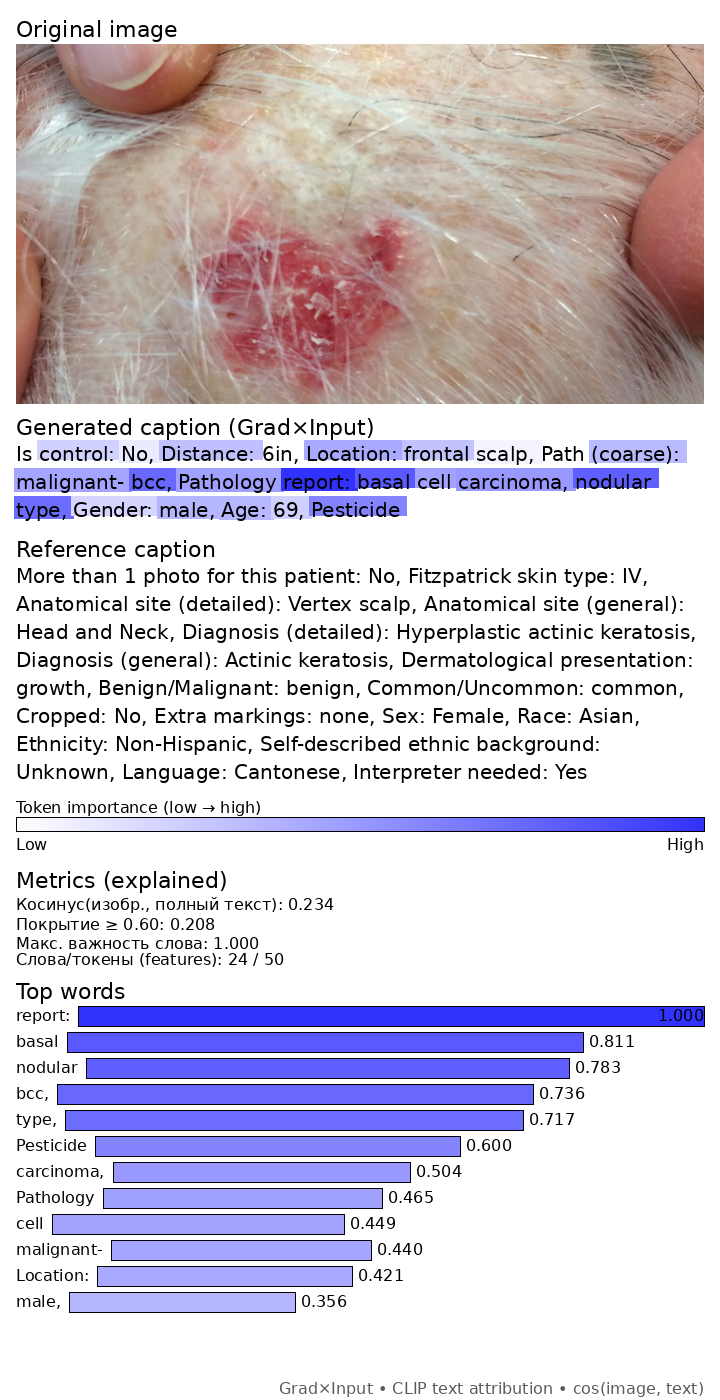 Original image
Generated caption (Grad×Input)
Is control: No, Distance: 6in, Location: frontal scalp, Path (coarse):
malignant- bcc, Pathology report: basal cell carcinoma, nodular
type, Gender: male, Age: 69, Pesticide
Reference caption
More than 1 photo for this patient: No, Fitzpatrick skin type: IV,
Anatomical site (detailed): Vertex scalp, Anatomical site (general):
Head and Neck, Diagnosis (detailed): Hyperplastic actinic keratosis,
Diagnosis (general): Actinic keratosis, Dermatological presentation:
growth, Benign/Malignant: benign, Common/Uncommon: common,
Cropped: No, Extra markings: none, Sex: Female, Race: Asian,
Ethnicity: Non-Hispanic, Self-described ethnic background:
Unknown, Language: Cantonese, Interpreter needed: Yes
Token importance (low → high)
Low High
Metrics (explained)
Косинус(изобр., полный текст): 0.234
Покрытие ≥ 0.60: 0.208
Макс. важность слова: 1.000
Слова/токены (features): 24 / 50
Top words
report: 1.000
basal 0.811
nodular 0.783
bcc, 0.736
type, 0.717
Pesticide 0.600
carcinoma, 0.504
Pathology 0.465
cell 0.449
malignant- 0.440
Location: 0.421
male, 0.356
Grad×Input • CLIP text attribution • cos(image, text)